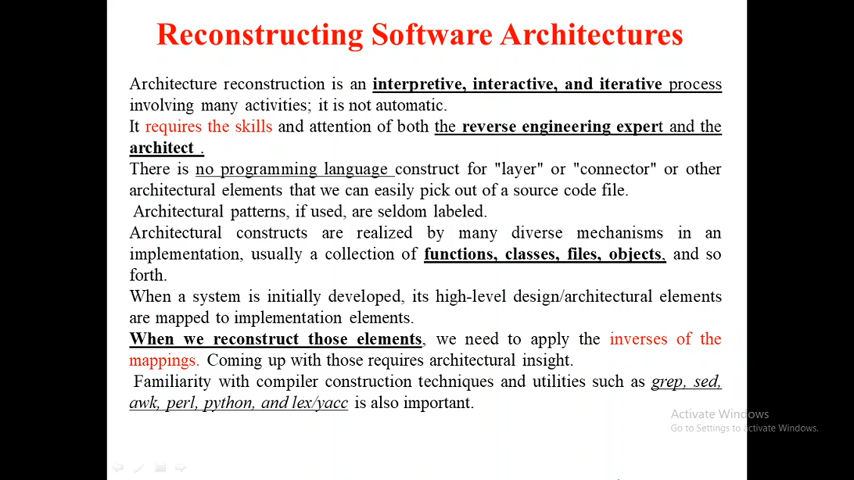 Reconstructing Software Architectures
Architecture reconstruction is an interpretive, interactive, and iterative process
involving many activities; it is not automatic.
It requires the skills and attention of both the reverse engineering expert and the
architect .
There is no programming language construct for "layer" or "connector" or other
architectural elements that we can easily pick out of a source code file.
Architectural patterns, if used, are seldom labeled.
Architectural constructs are realized by many diverse mechanisms in an
implementation, usually a collection of functions, classes, files, objects. and so
forth.
When a system is initially developed, its high-level design/architectural elements
are mapped to implementation elements.
When we reconstruct those elements, we need to apply the inverses of the
mappings. Coming up with those requires architectural insight.
Familiarity with compiler construction techniques and utilities such as grep, sed,
awk, perl, python, and lex/yacc is also important.
Activate Windows
Go to Settings to activate Windows.